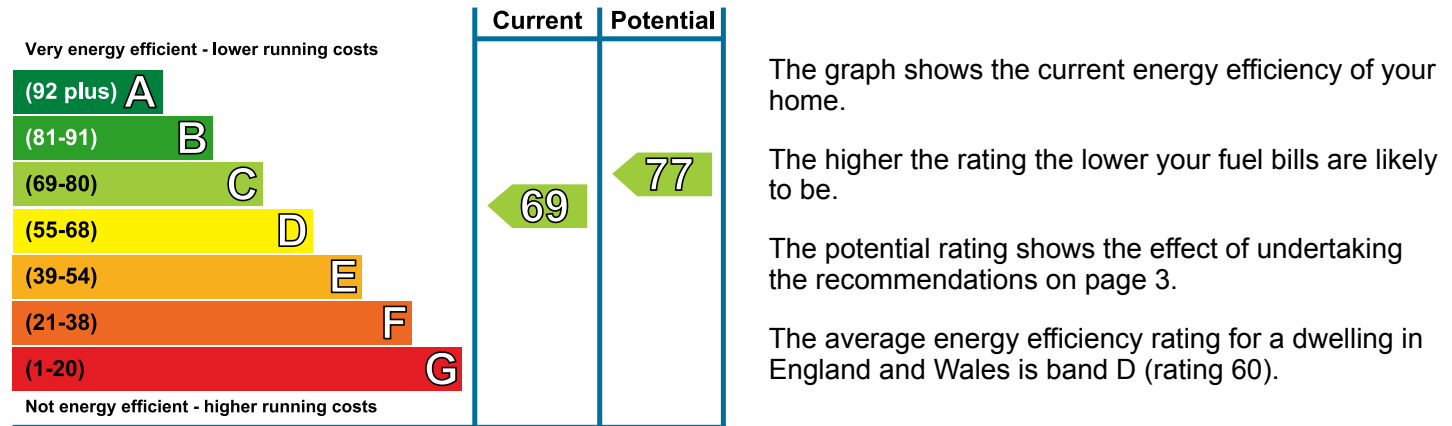 Current Potential
Very energy efficient - lower running costs
(92 plus) A
(81-91) B
(69-80) C
(55-68) D
(39-54) E
(21-38) F
(1-20) G
Not energy efficient - higher running costs
69
77
The graph shows the current energy efficiency of your
home.
The higher the rating the lower your fuel bills are likely
to be.
The potential rating shows the effect of undertaking
the recommendations on page 3.
The average energy efficiency rating for a dwelling in
England and Wales is band D (rating 60).